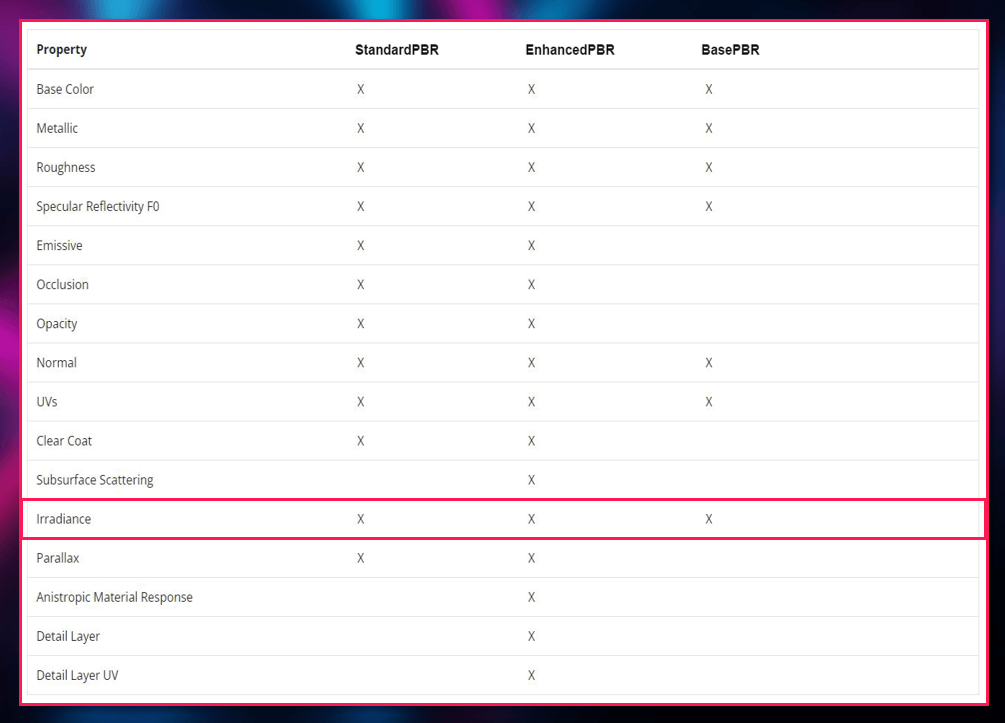 Property StandardPBR EnhancedPBR BasePBR
Base Color X X X
Metallic X X X
Roughness X X X
Specular Reflectivity F0 X X X
Emissive X X
Occlusion X X
Opacity X X
Normal X X X
UVs X X X
Clear Coat X X
Subsurface Scattering X
Irradiance X X X
Parallax X X
Anistropic Material Response X
Detail Layer X
Detail Layer UV X